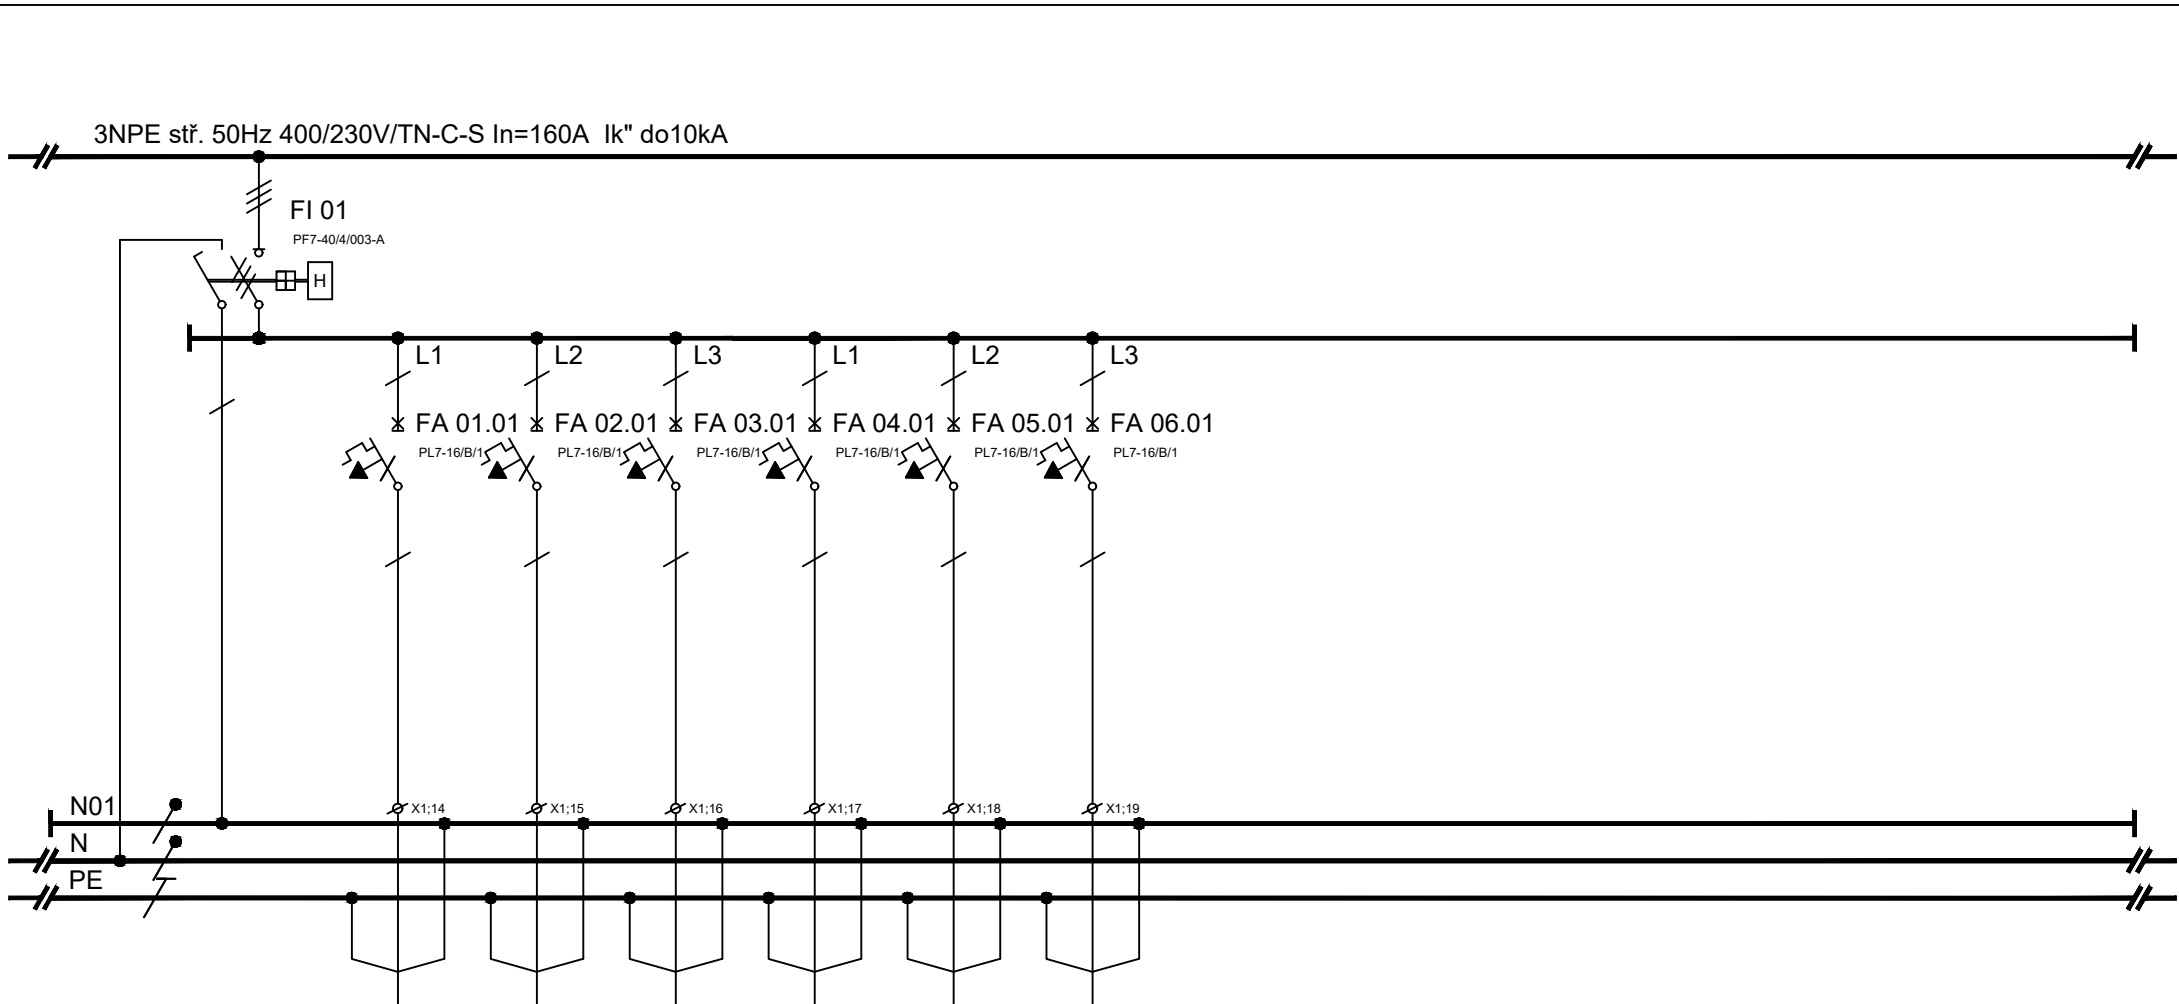 3NPE stř. 50Hz 400/230V/TN-C-S In=160A  Ik" do10kA
FI 01
PF7-40/4/003-A
H
L1 L2 L3 L1 L2 L3
FA 01.01 FA 02.01 FA 03.01 FA 04.01 FA 05.01 FA 06.01
PL7-16/B/1 PL7-16/B/1 PL7-16/B/1 PL7-16/B/1 PL7-16/B/1 PL7-16/B/1
N01 X1;14 X1;15 X1;16 X1;17 X1;18 X1;19
N
PE